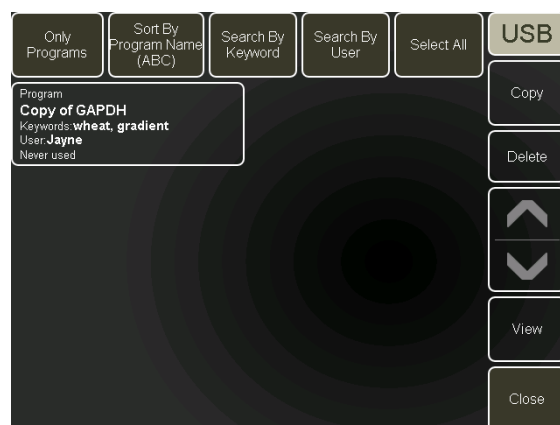 Only
Programs
Sort By
Program Name
(ABC)
Search By
Keyword
Search By
User
Select All
USB
Program
Copy of GAPDH
Keywords:wheat, gradient
User:Jayne
Never used
Copy
Delete
View
Close